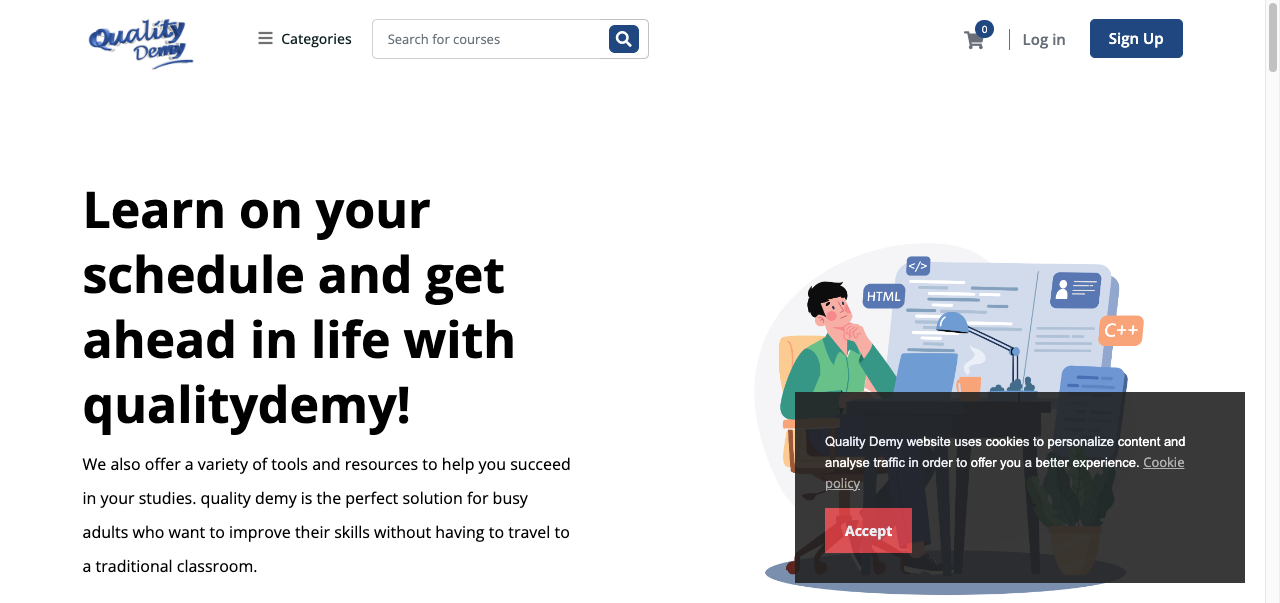 Quality
Demy
Categories
Search for courses
0
Log in
Sign Up
Learn on your
schedule and get
ahead in life with
qualitydemy!
We also offer a variety of tools and resources to help you succeed
in your studies. quality demy is the perfect solution for busy
adults who want to improve their skills without having to travel to
a traditional classroom.
</>
HTML
C++
Quality Demy website uses cookies to personalize content and
analyse traffic in order to offer you a better experience. Cookie
policy
Accept